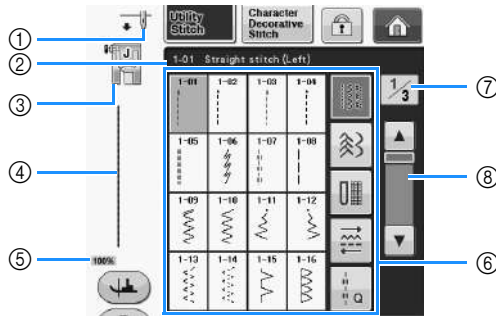 Utility Stitch
Character Decorative Stitch
1
2
1-01 Straight stitch (Left)
J
3
1-01 1-02 1-03 1-04
1/3
7
4
1-05 1-06 1-07 1-08
8
1-09 1-10 1-11 1-12
5
100%
6
1-13 1-14 1-15 1-16
Q